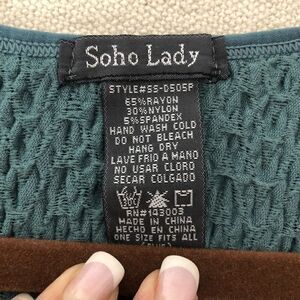 Soho Lady
STYLE#SS-D505P
65%RAYON
30%NYLON
5%SPANDEX
HAND WASH COLD
DO NOT BLEACH
HANG DRY
LAVE FRIO A MANO
NO USAR CLORO
SECAR COLGADO
RN#143003
MADE IN CHINA
HECHO EN CHINA
ONE SIZE FITS ALL